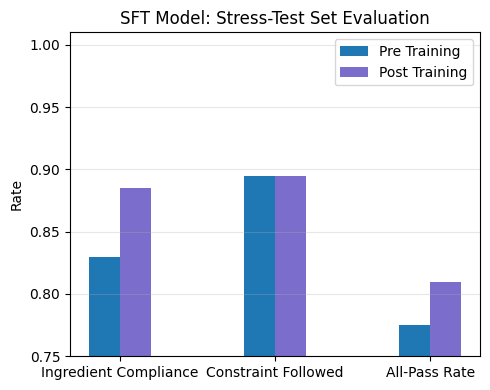 SFT Model: Stress-Test Set Evaluation
Pre Training
Post Training
Rate
1.00
0.95
0.90
0.85
0.80
0.75
Ingredient Compliance
Constraint Followed
All-Pass Rate